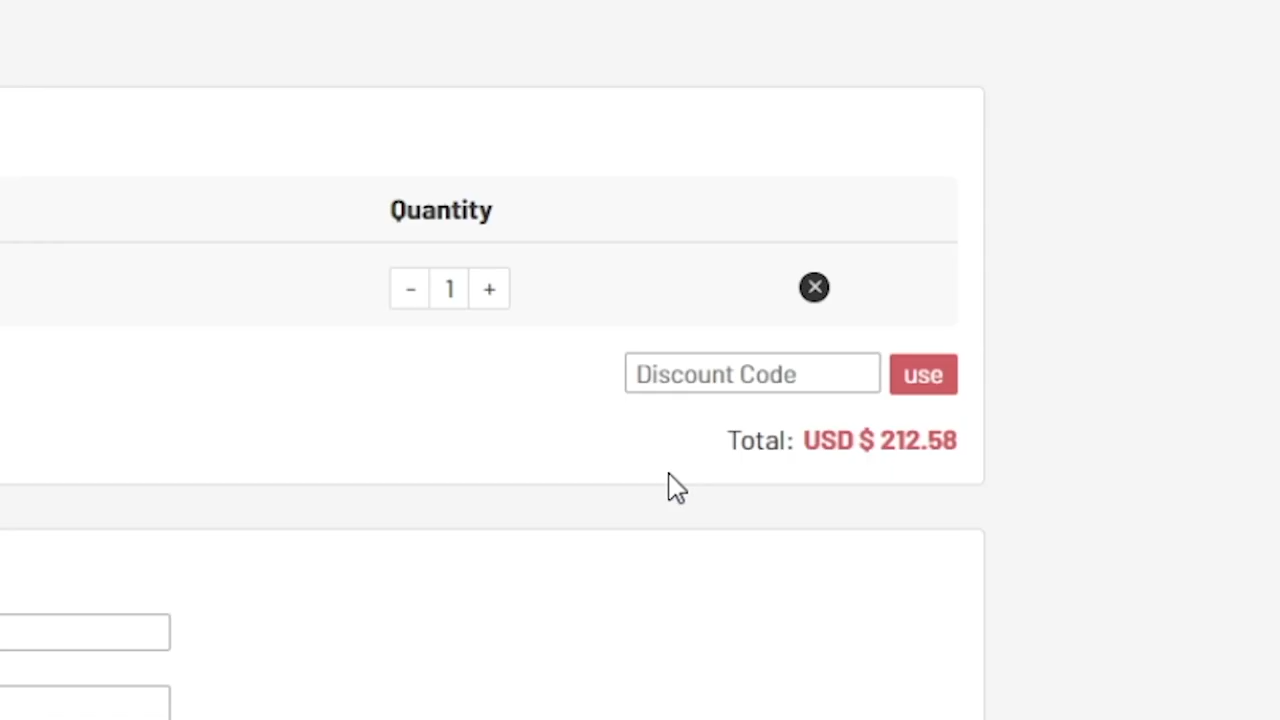 Quantity
- 1 +
Discount Code use
Total: USD $ 212.58